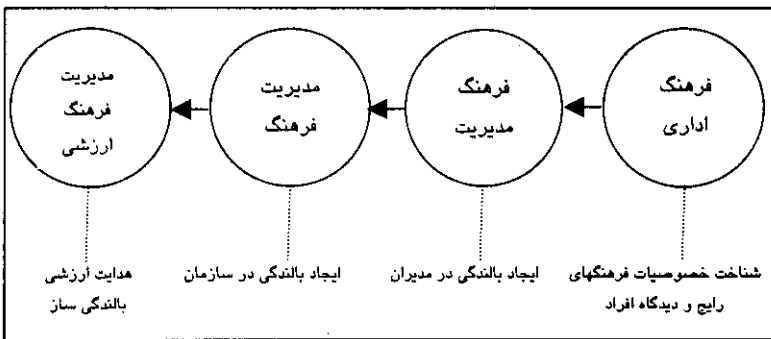 فرهنگ
اداری
فرهنگ
مدیریت
مدیریت
فرهنگ
مدیریت
فرهنگ
ارزشی
شناخت خصوصیات فرهنگهای
رایج و دیدگاه افراد
ایجاد بالندگی در مدیران
ایجاد بالندگی در سازمان
هدایت ارزشی
بالندگی ساز